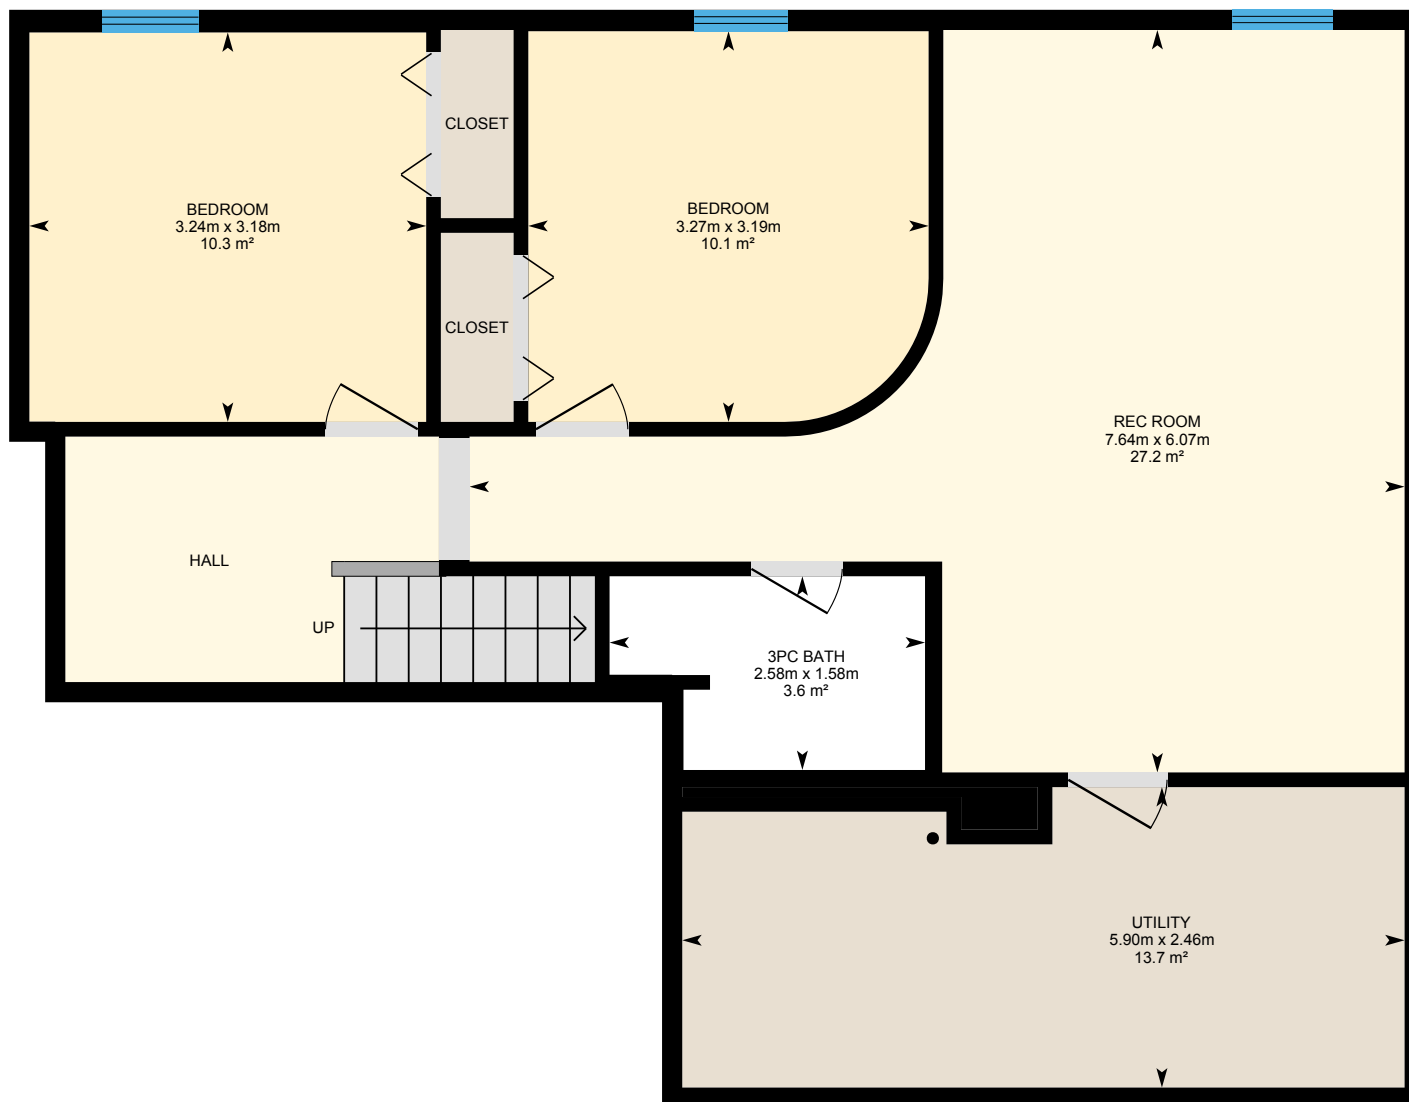 CLOSET
BEDROOM
3.24m x 3.18m
10.3 m²
BEDROOM
3.27m x 3.19m
10.1 m²
CLOSET
REC ROOM
7.64m x 6.07m
27.2 m²
HALL
UP
3PC BATH
2.58m x 1.58m
3.6 m²
UTILITY
5.90m x 2.46m
13.7 m²